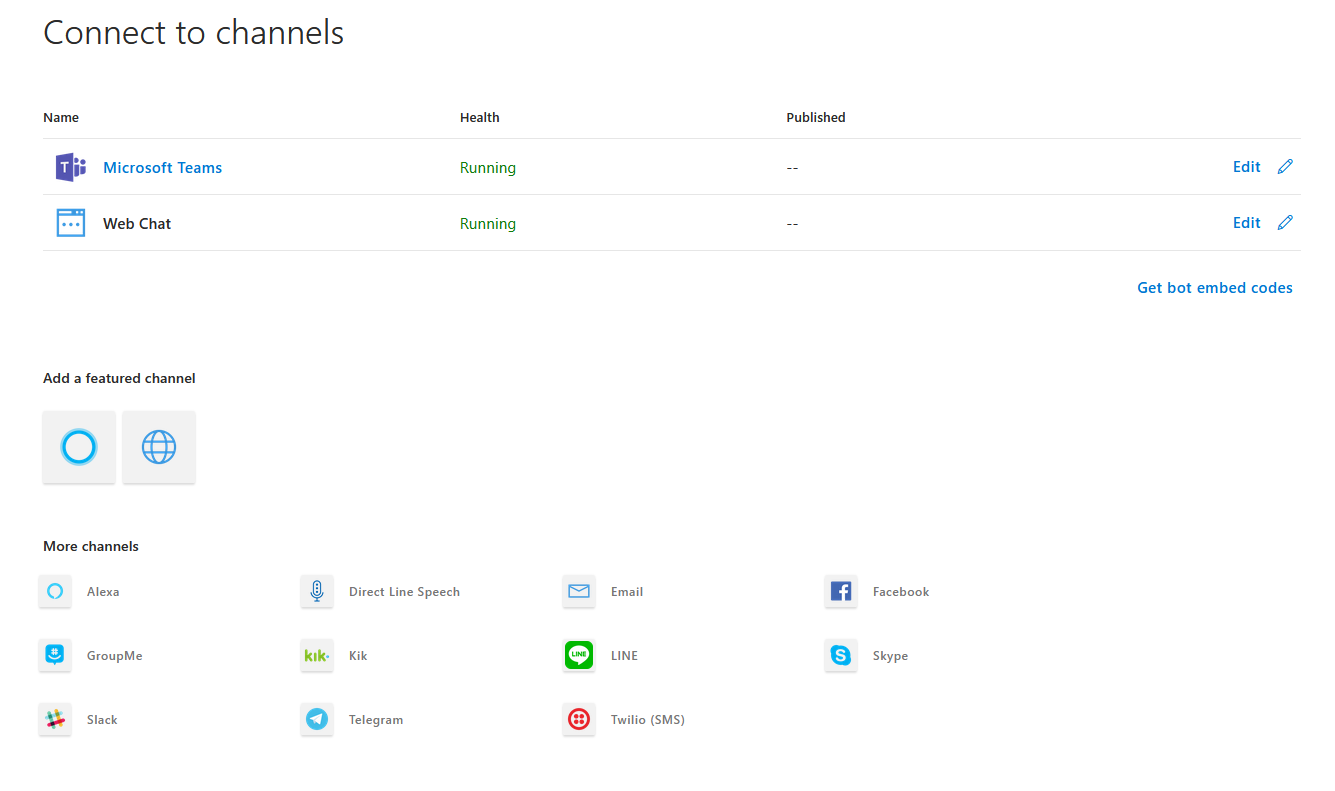 Connect to channels
Name Health Published
Microsoft Teams Running -- Edit
Web Chat Running -- Edit
Get bot embed codes
Add a featured channel
More channels
Alexa Direct Line Speech Email Facebook
GroupMe kik Kik LINE LINE Skype
Slack Telegram Twilio (SMS)